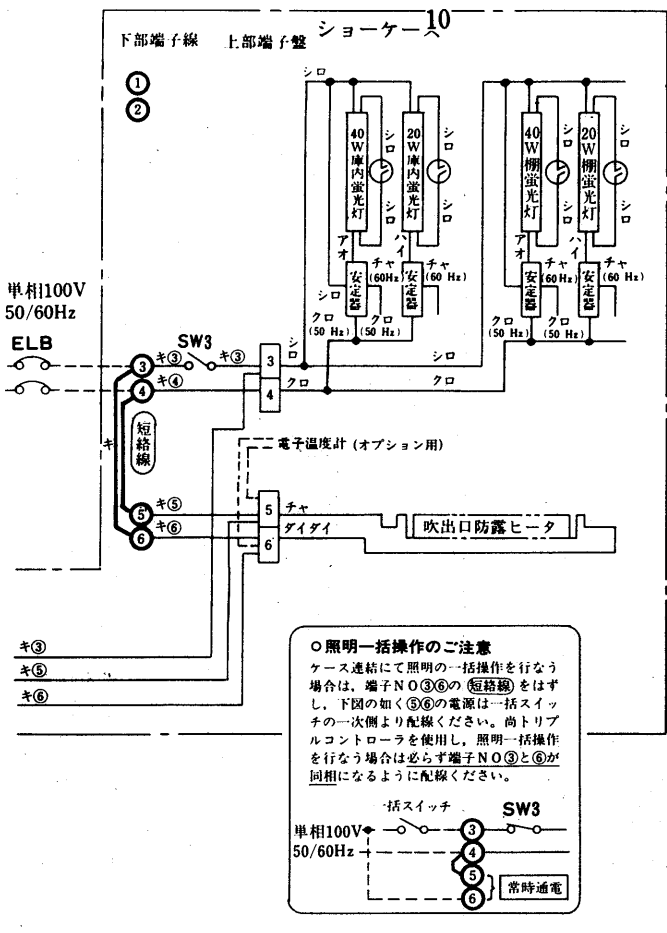 ショーケース
10
下部端子線 上部端子盤
①
②
シロ
シロ
40W庫内蛍光灯
シロ
シロ
20W庫内蛍光灯
シロ
シロ
40W棚蛍光灯
シロ
シロ
20W棚蛍光灯
シロ
シロ
アオ
ハイ
アオ
ハイ
安定器
チャ
(60Hz)
安定器
チャ
(60 Hz)
安定器
チャ
(60Hz)
安定器
チャ
(60 Hz)
シロ
クロ
(50 Hz)
クロ
(50 Hz)
クロ
(50 Hz)
クロ
(50 Hz)
単相100V
50/60Hz
ELB
③
キ③
SW3
キ③
3
シロ
シロ
④
キ④
4
クロ
クロ
クロ
キ
短絡線
電子温度計 (オプション用)
⑤
キ⑤
5
チャ
⑥
キ⑥
6
ダイダイ
吹出口防露ヒータ
キ③
キ⑤
キ⑥
○照明一括操作のご注意
ケース連結にて照明の一括操作を行なう
場合は，端子NO③⑥の短絡線をはず
し，下図の如く⑤⑥の電源は一括スイッ
チの一次側より配線ください。尚トリプ
ルコントローラを使用し，照明一括操作
を行なう場合は必らず端子NO③と⑥が
同相になるように配線ください。
一括スイッチ
SW3
単相100V
50/60Hz
③
④
⑤
⑥
常時通電